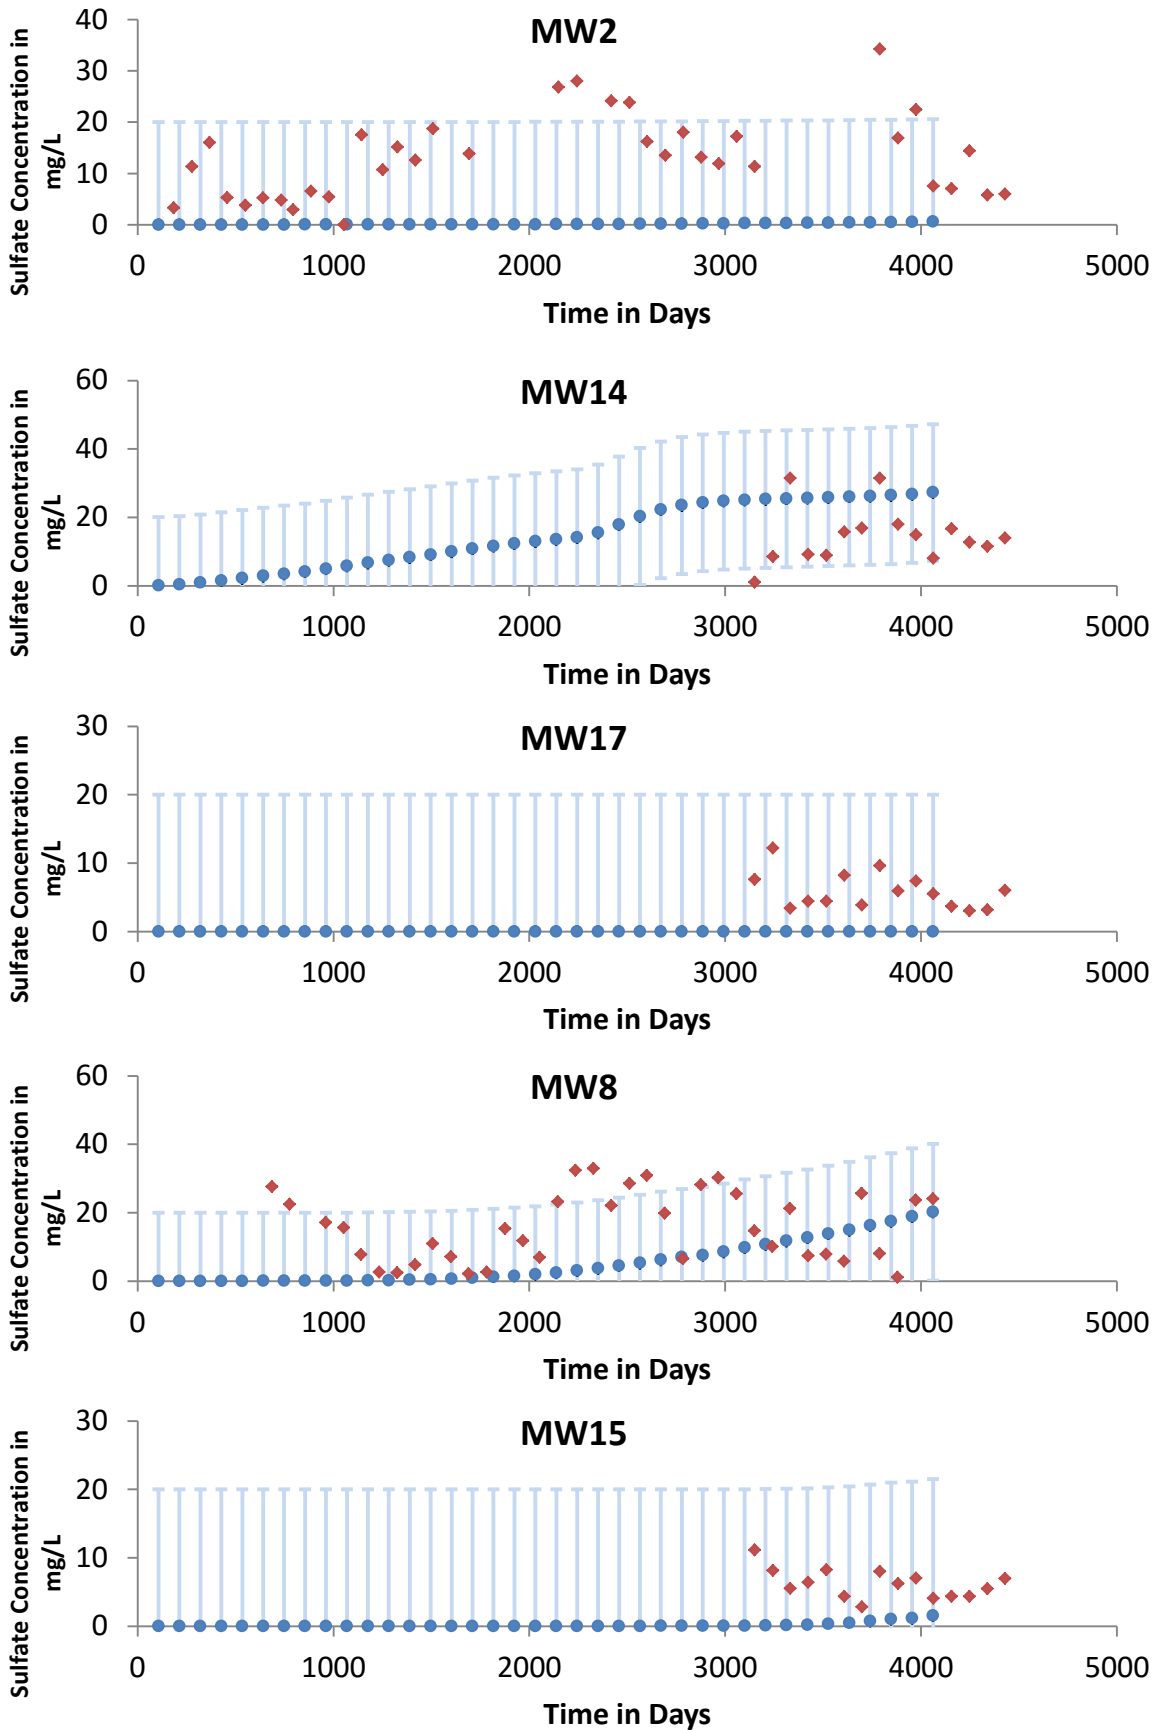 MW2
Sulfate Concentration in
mg/L
40
30
20
10
0
0 1000 2000 3000 4000 5000
Time in Days
MW14
Sulfate Concentration in
mg/L
60
40
20
0
0 1000 2000 3000 4000 5000
Time in Days
MW17
Sulfate Concentration in
mg/L
30
20
10
0
0 1000 2000 3000 4000 5000
Time in Days
MW8
Sulfate Concentration in
mg/L
60
40
20
0
0 1000 2000 3000 4000 5000
Time in Days
MW15
Sulfate Concentration in
mg/L
30
20
10
0
0 1000 2000 3000 4000 5000
Time in Days